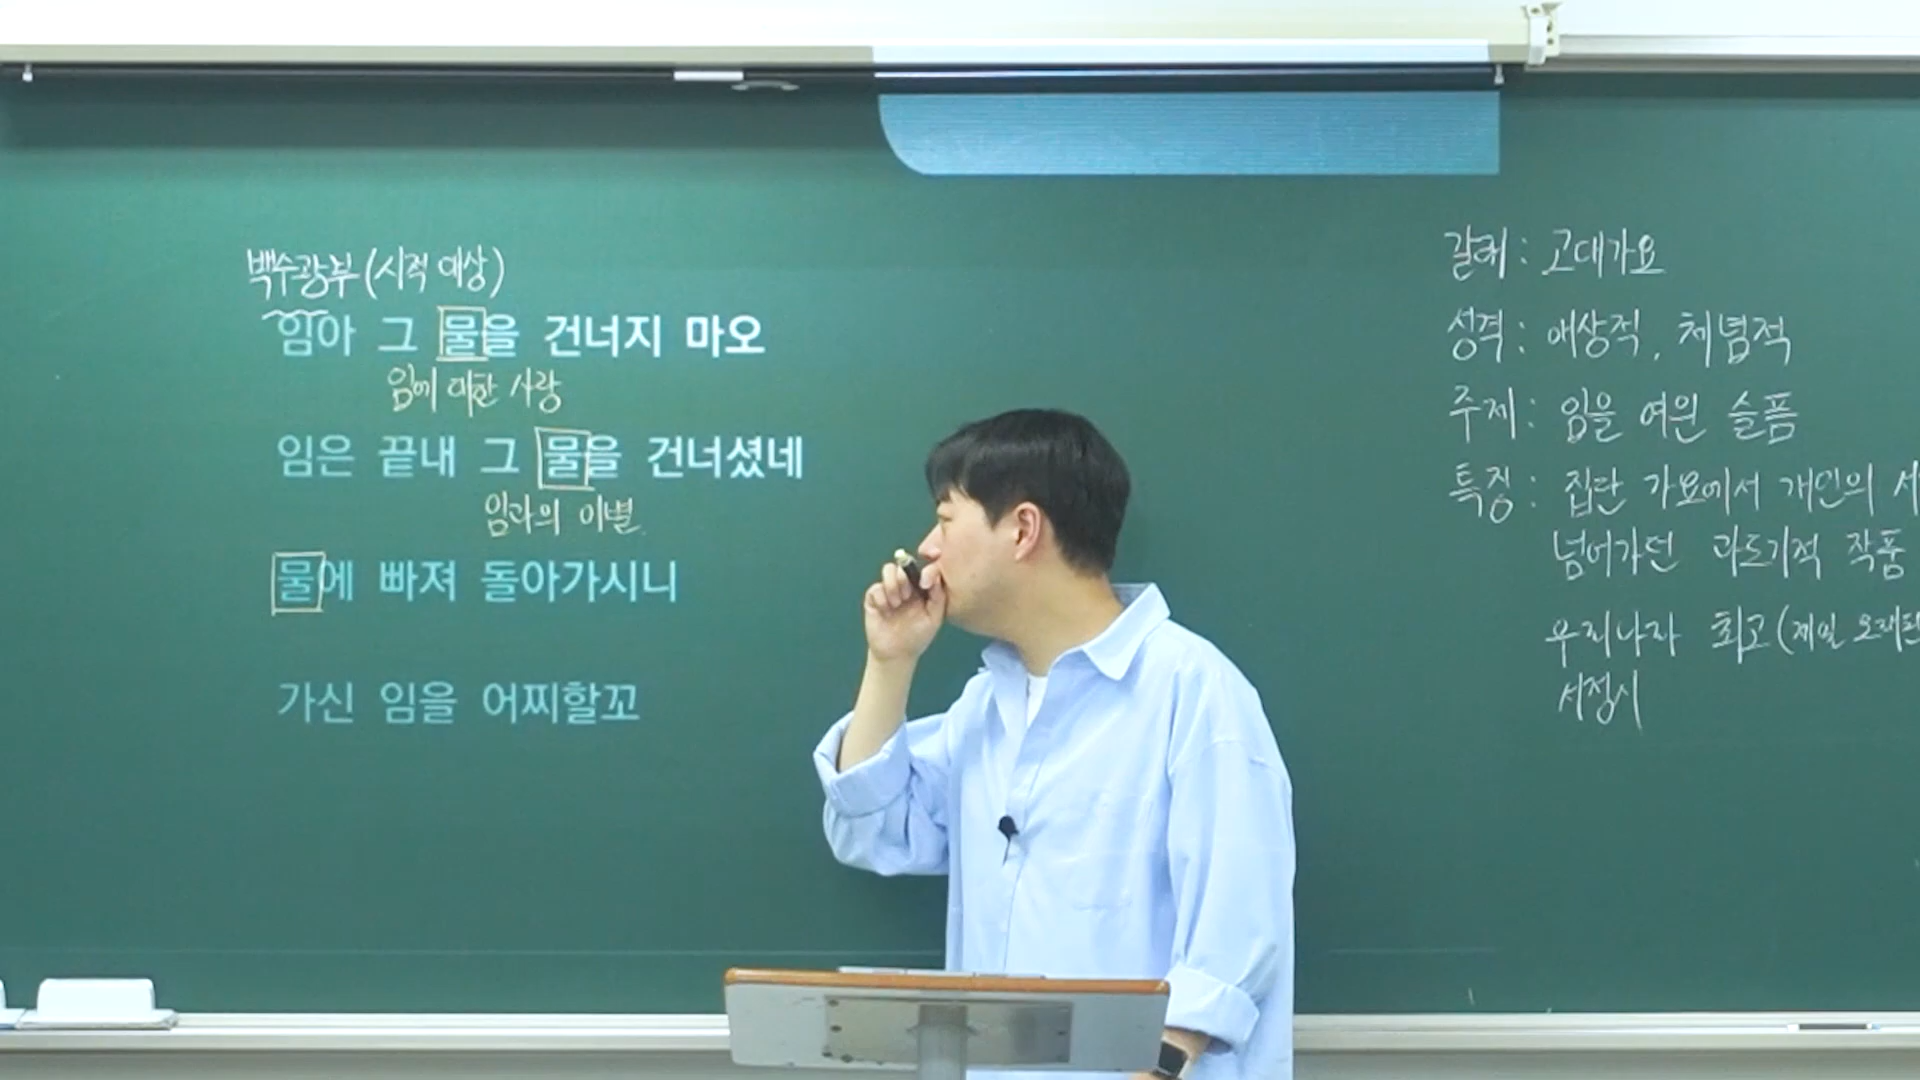 백수광부(시적 대상)
임아 그 물을 건너지 마오
임에 대한 사랑
임은 끝내 그 물을 건너셨네
임과의 이별
물에 빠져 돌아가시니
가신 임을 어찌할꼬
갈래 : 고대가요
성격 : 애상적, 체념적
주제 : 임을 여읜 슬픔
특징 : 집단 가요에서 개인의 서
넘어가던 과도기적 작품
우리나라 최고(제일 오래된
서정시